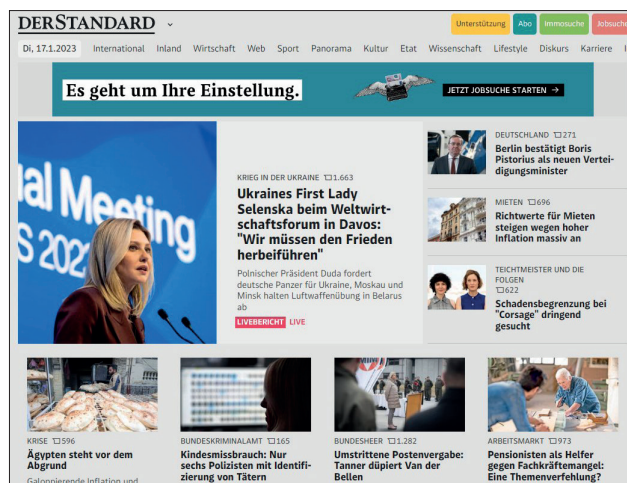 DERSTANDARD
Unterstützung
Abo
Immosuche
Jobsuche
Di, 17.1.2023
International
Inland
Wirtschaft
Web
Sport
Panorama
Kultur
Etat
Wissenschaft
Lifestyle
Diskurs
Karriere
Es geht um Ihre Einstellung.
JETZT JOBSUCHE STARTEN →
al Meeting
S 202
KRIEG IN DER UKRAINE 1.663
Ukraines First Lady
Selenska beim Weltwirt-
schaftsforum in Davos:
"Wir müssen den Frieden
herbeiführen"
Polnischer Präsident Duda fordert
deutsche Panzer für Ukraine, Moskau und
Minsk halten Luftwaffenübung in Belarus
ab
LIVEBERICHT LIVE
DEUTSCHLAND 271
Berlin bestätigt Boris
Pistorius als neuen Vertei-
digungsminister
MIETEN 696
Richtwerte für Mieten
steigen wegen hoher
Inflation massiv an
TEICHTMEISTER UND DIE
FOLGEN
622
Schadensbegrenzung bei
"Corsage" dringend
gesucht
KRISE 596
Ägypten steht vor dem
Abgrund
Galoppierende Inflation und
BUNDESKRIMINALAMT 165
Kindesmissbrauch: Nur
sechs Polizisten mit Identifi-
zierung von Tätern
BUNDESHEER 1.282
Umstrittene Postenvergabe:
Tanner düpiert Van der
Bellen
ARBEITSMARKT 973
Pensionisten als Helfer
gegen Fachkräftemangel:
Eine Themenverfehlung?